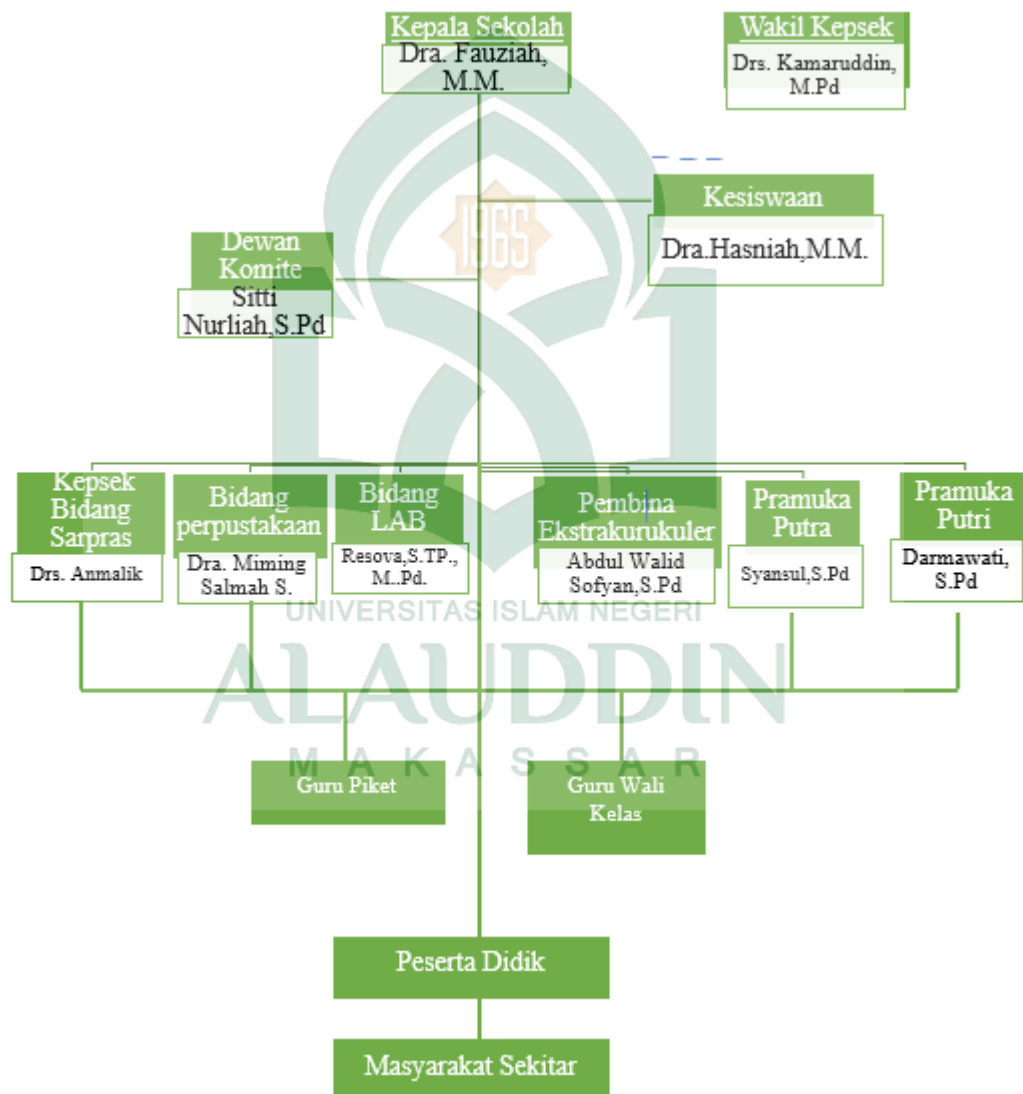 Kepala Sekolah
Dra. Fauziah,
M.M.
Wakil Kepsek
Drs. Kamaruddin,
M.Pd
1965
Kesiswaan
Dra.Hasniah,M.M.
Dewan
Komite
Sitti
Nurliah,S.Pd
Kepsek
Bidang
Sarpras
Drs. Anmalik
Bidang
perpustakaan
Dra. Miming
Salmah S.
Bidang
LAB
Resova,S.TP.,
M..Pd.
Pembina
Ekstrakurukuler
Abdul Walid
Sofyan,S.Pd
Pramuka
Putra
Syansul,S.Pd
Pramuka
Putri
Darmawati,
S.Pd
UNIVERSITAS ISLAM NEGERI
ALAUDDIN
MAKASSAR
Guru Piket
Guru Wali
Kelas
Peserta Didik
Masyarakat Sekitar